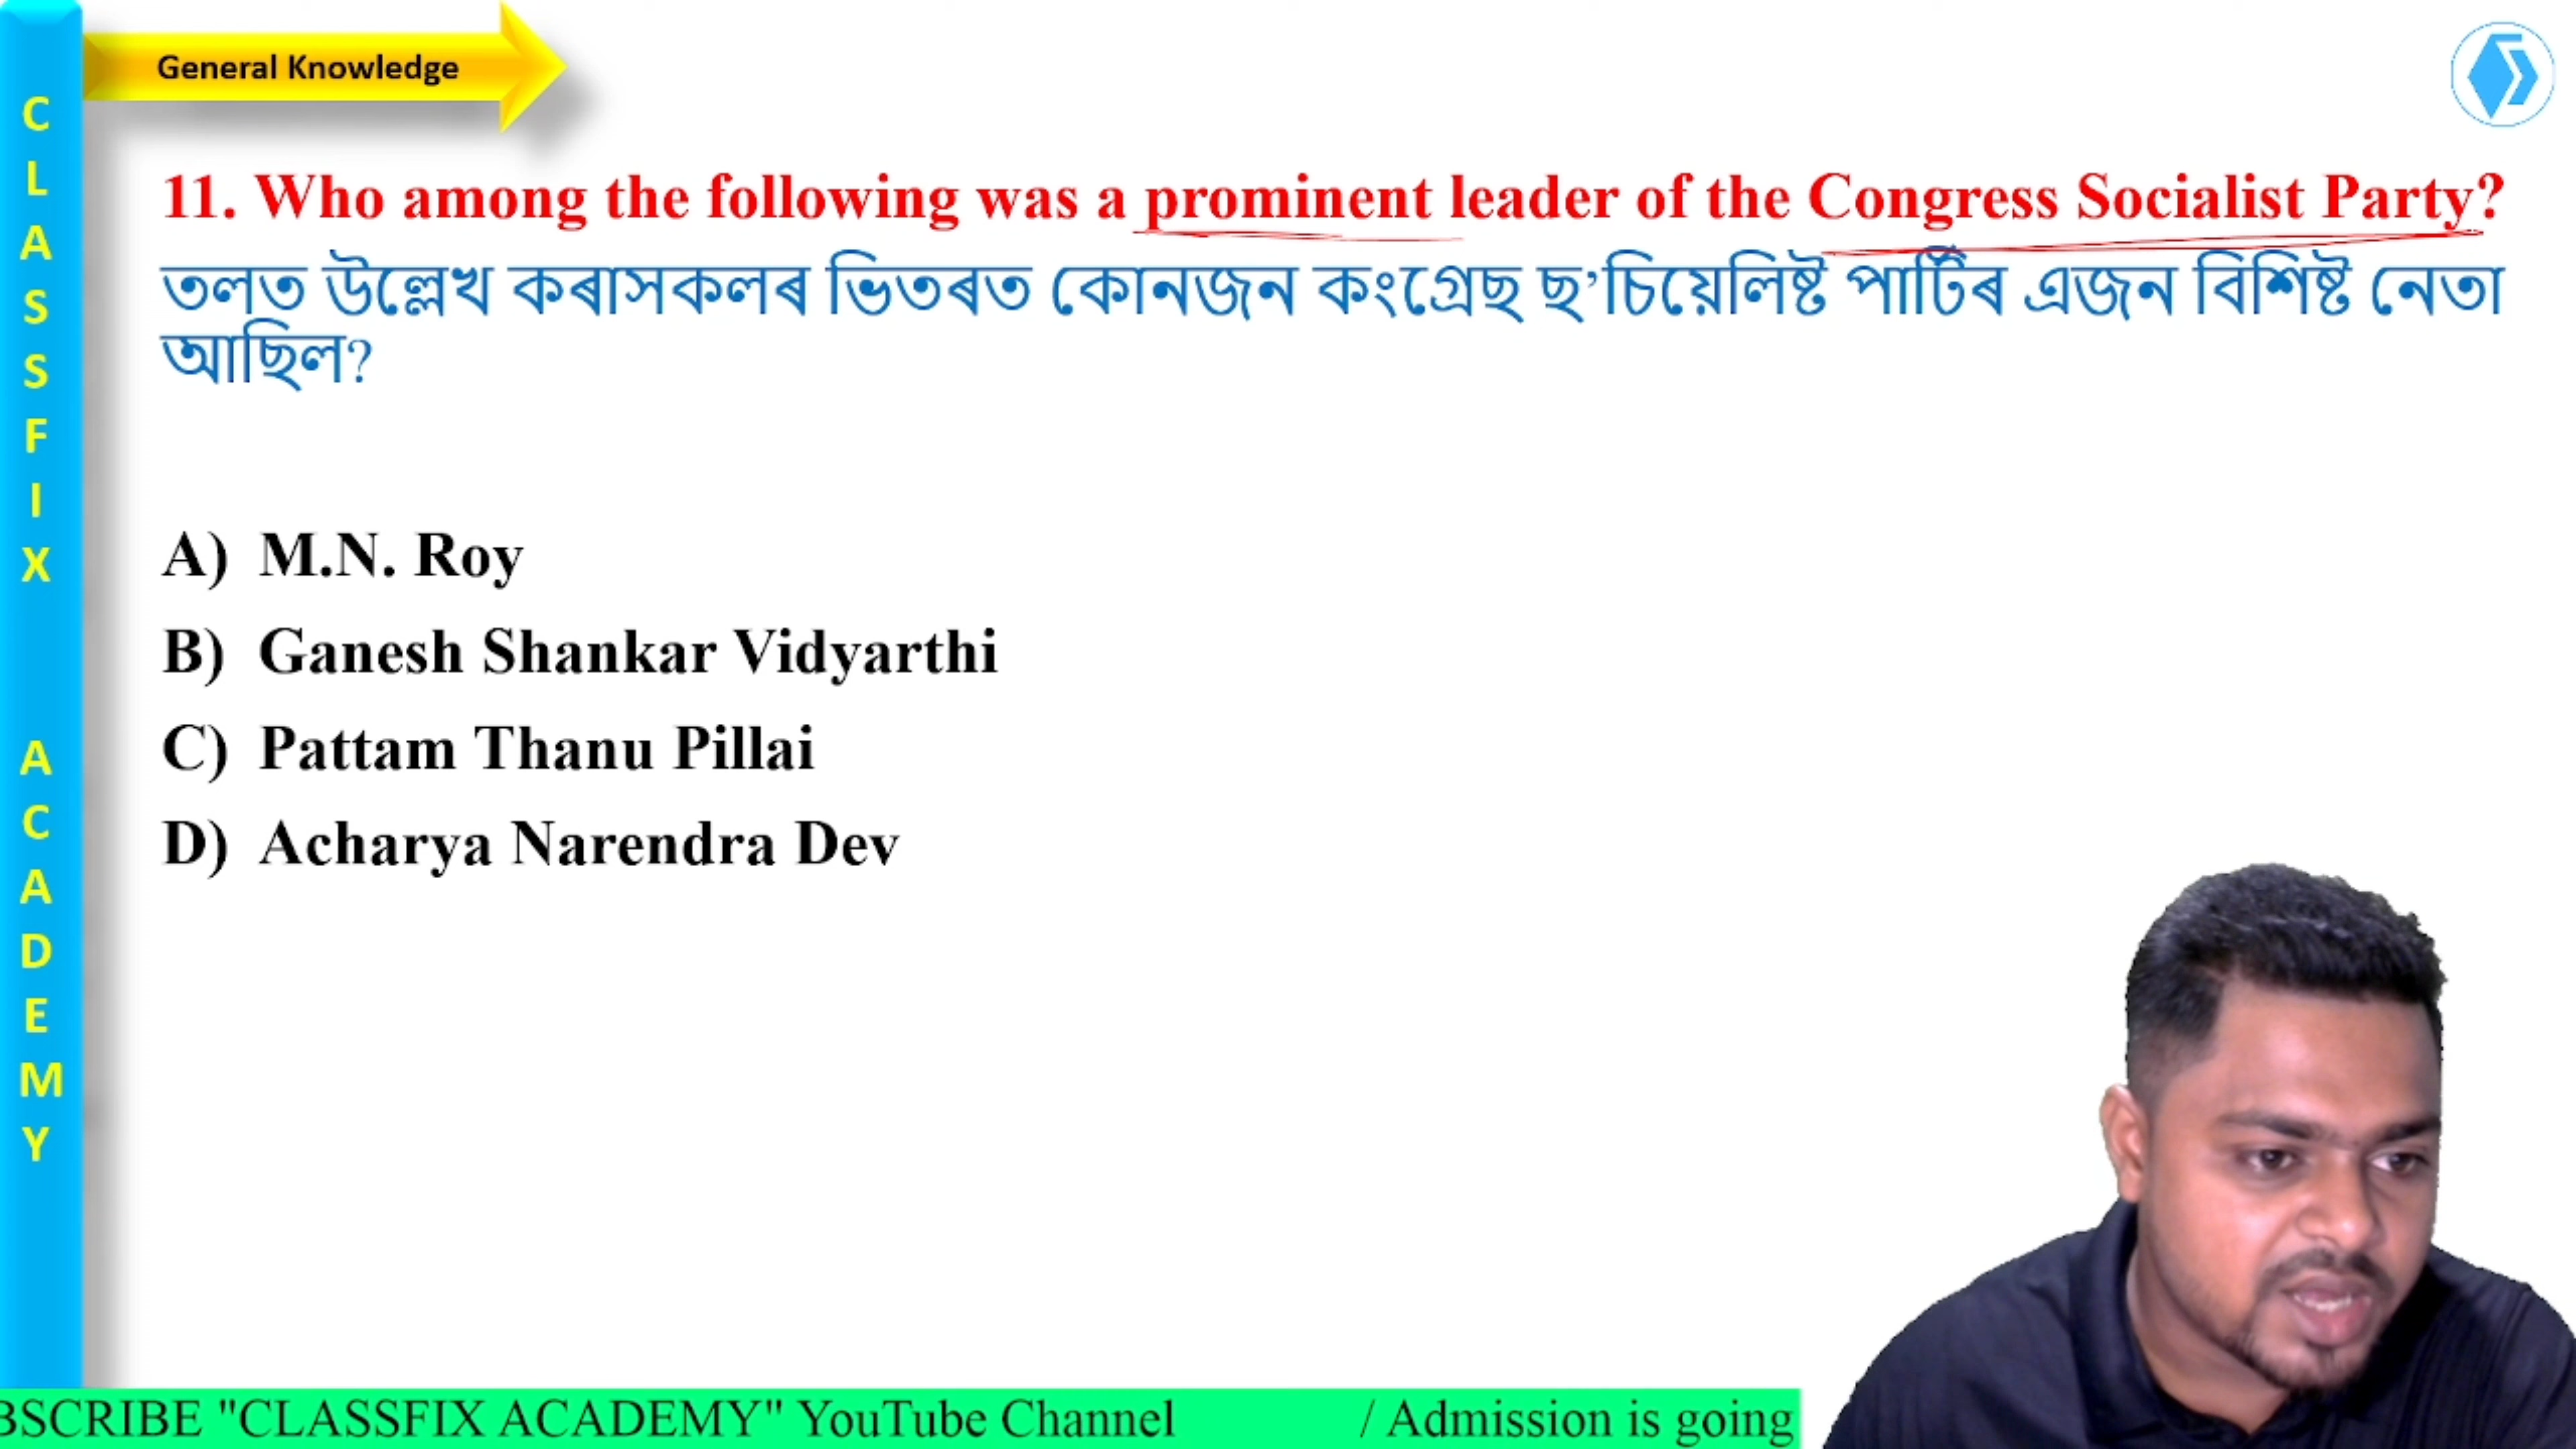 General Knowledge
CLASSFIX ACADEMY
11. Who among the following was a prominent leader of the Congress Socialist Party?
তলত উল্লেখ কৰাসকলৰ ভিতৰত কোনজন কংগ্ৰেছ ছ’চিয়েলিষ্ট পাৰ্টিৰ এজন বিশিষ্ট নেতা
আছিল?
A) M.N. Roy
B) Ganesh Shankar Vidyarthi
C) Pattam Thanu Pillai
D) Acharya Narendra Dev
BSCRIBE "CLASSFIX ACADEMY" YouTube Channel / Admission is going